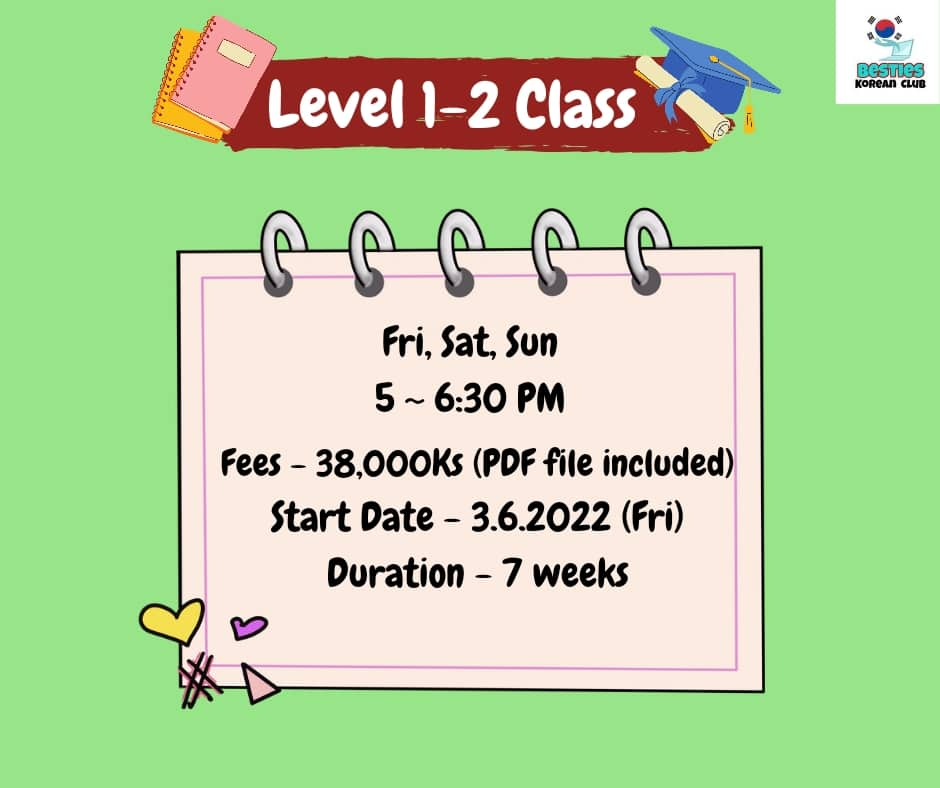 BESTIES
KOREAN CLUB
Level 1-2 Class
Fri, Sat, Sun
5 ~ 6:30 PM
Fees - 38,000Ks (PDF file included)
Start Date - 3.6.2022 (Fri)
Duration - 7 weeks